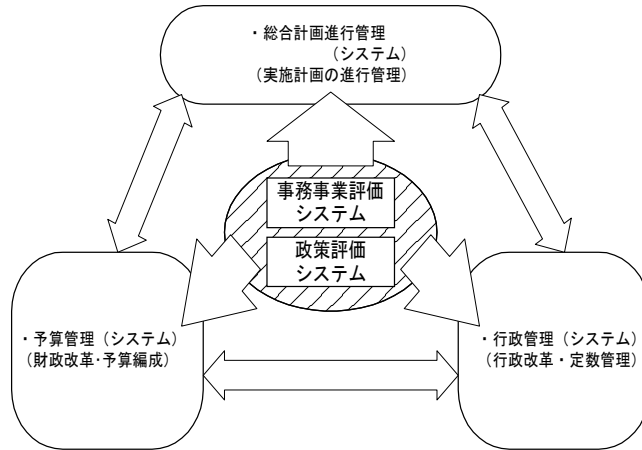 ・総合計画進行管理
(システム)
(実施計画の進行管理)
事務事業評価
システム
政策評価
システム
・予算管理(システム)
(財政改革・予算編成)
・行政管理(システム)
(行政改革・定数管理)